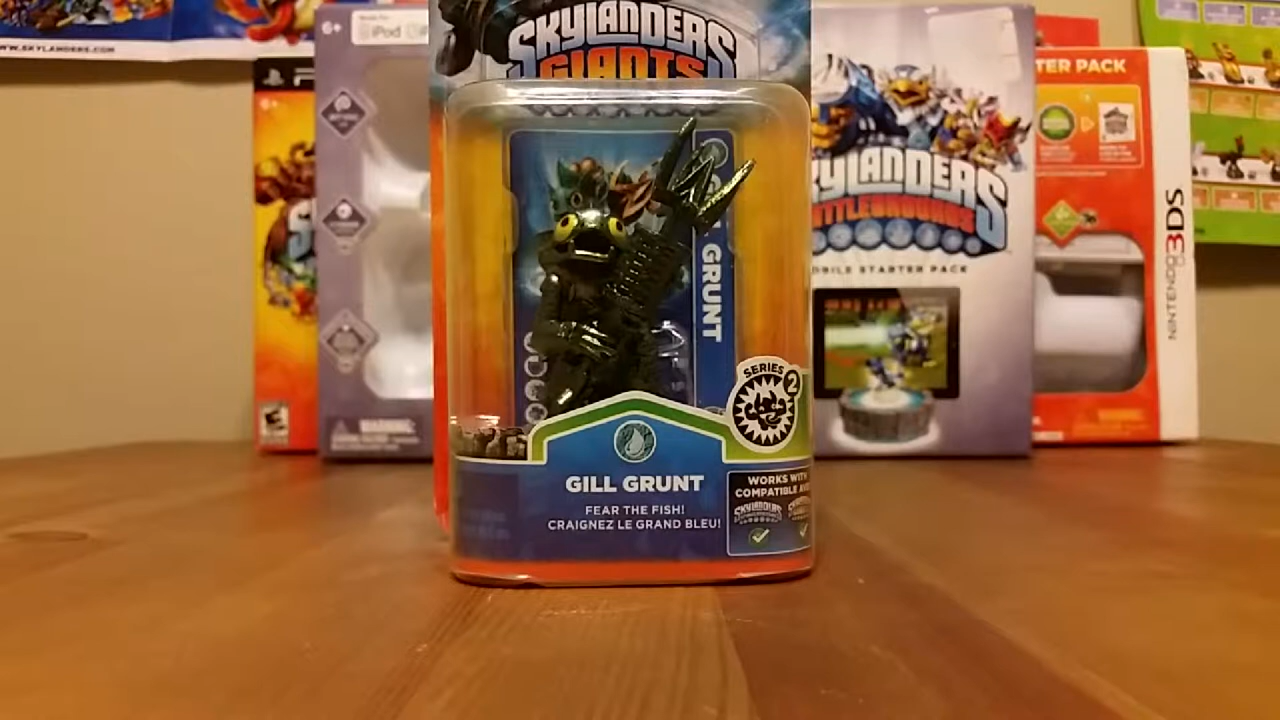 WWW.SKYLANDERS.COM
6+
iPod
SKYLANDERS
GIANTS
TER PACK
GRUNT
SKYLANDERS
BATTLEGROUNDS
MOBILE STARTER PACK
NINTENDO 3DS
SERIES 2
GILL GRUNT
FEAR THE FISH!
CRAIGNEZ LE GRAND BLEU!
WORKS WITH
COMPATIBLE
SKYLANDERS
E